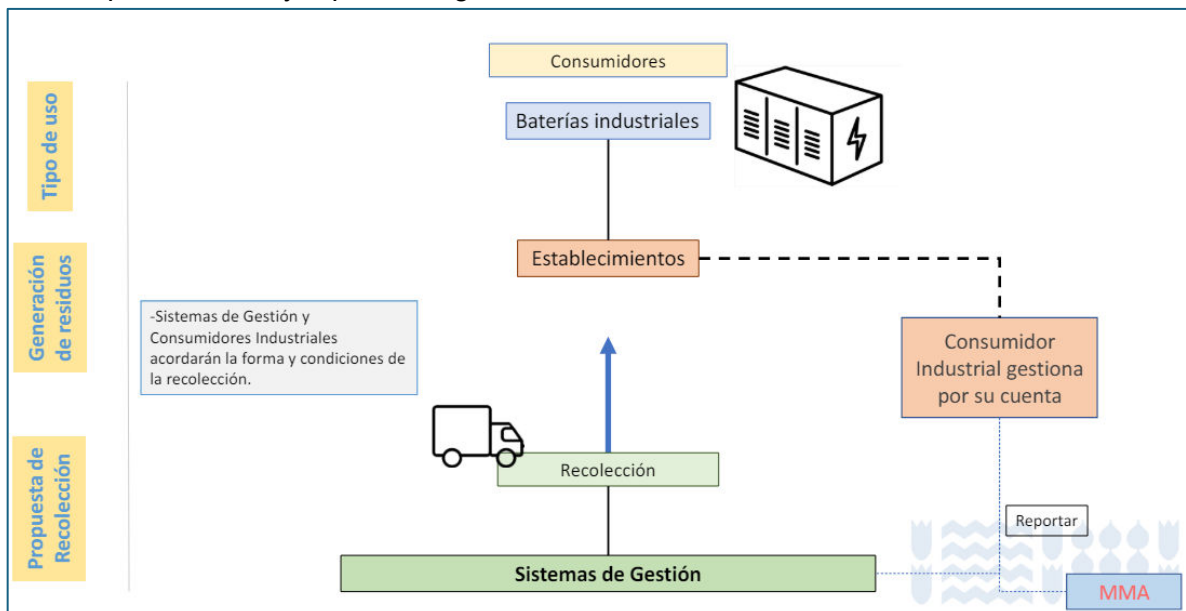 Consumidores
Tipo de uso
Baterías industriales
Establecimientos
Generación
de residuos
-Sistemas de Gestión y
Consumidores Industriales
acordarán la forma y condiciones de
la recolección.
Consumidor
Industrial gestiona
por su cuenta
Propuesta de
Recolección
Recolección
Reportar
Sistemas de Gestión
MMA